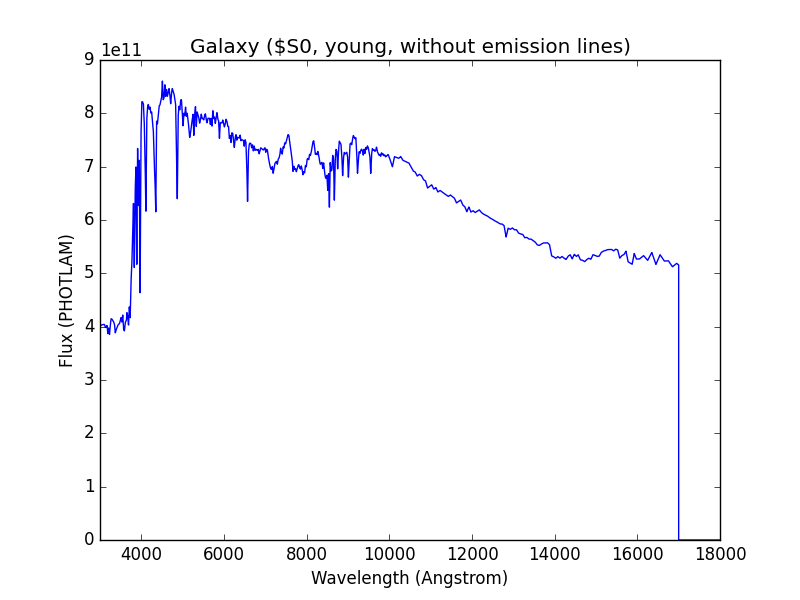 Galaxy ($S0, young, without emission lines)
1e11
9
8
7
6
5
4
3
2
1
0
Flux (PHOTLAM)
4000 6000 8000 10000 12000 14000 16000 18000
Wavelength (Angstrom)